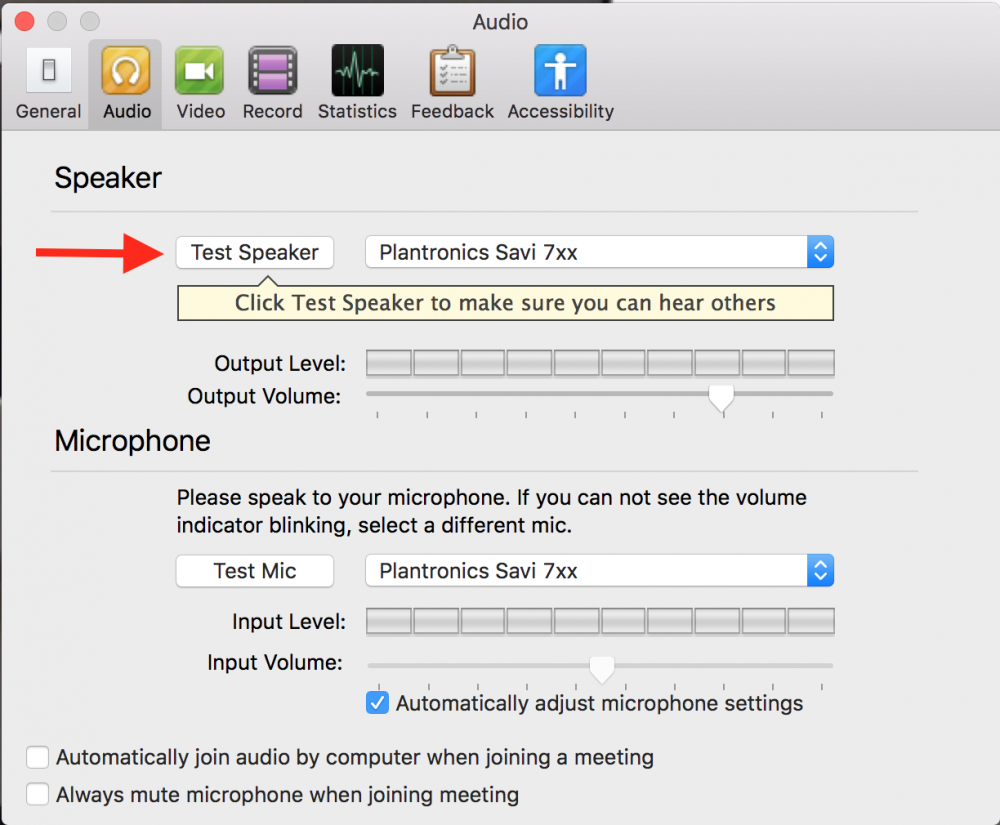 Audio
General
Audio
Video
Record
Statistics
Feedback
Accessibility
Speaker
Test Speaker
Plantronics Savi 7xx
Click Test Speaker to make sure you can hear others
Output Level:
Output Volume:
Microphone
Please speak to your microphone. If you can not see the volume
indicator blinking, select a different mic.
Test Mic
Plantronics Savi 7xx
Input Level:
Input Volume:
Automatically adjust microphone settings
Automatically join audio by computer when joining a meeting
Always mute microphone when joining meeting